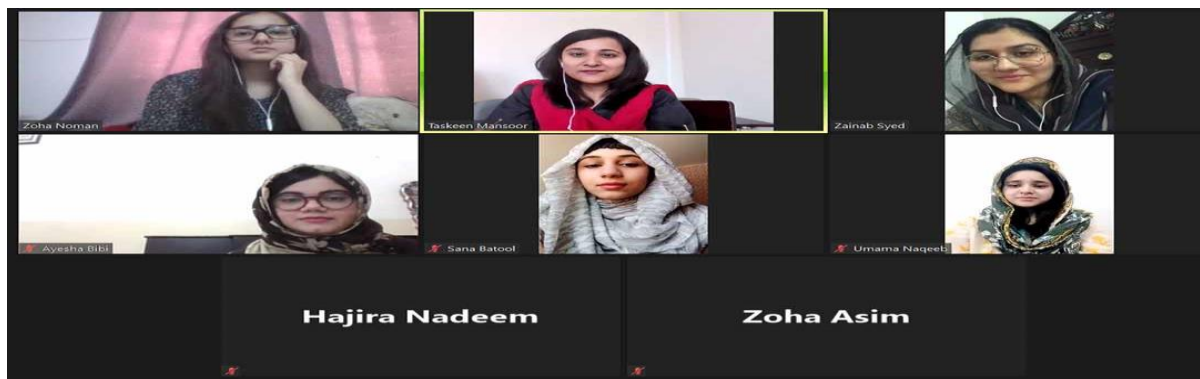 Zoha Noman
Taskeen Mansoor
Zainab Syed
Ayesha Bibi
Sana Batool
Umama Naqeeb
Hajira Nadeem
Zoha Asim